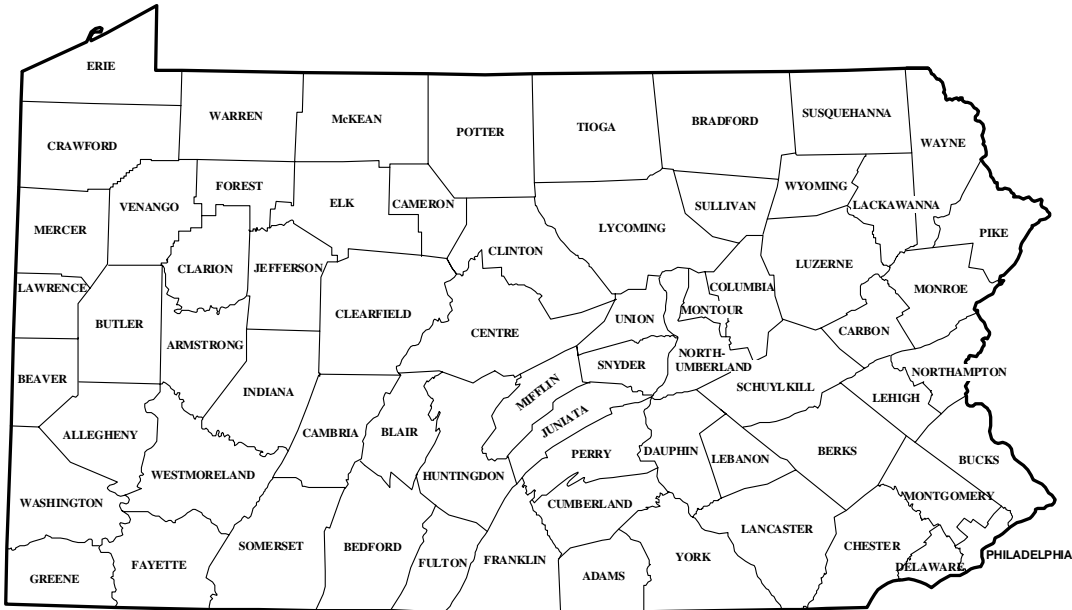 ERIE
WARREN
McKEAN
POTTER
TIOGA
BRADFORD
SUSQUEHANNA
WAYNE
CRAWFORD
FOREST
VENANGO
ELK
CAMERON
WYOMING
SULLIVAN
LACKAWANNA
MERCER
LYCOMING
PIKE
CLINTON
CLARION
JEFFERSON
LUZERNE
LAWRENCE
COLUMBIA
MONROE
BUTLER
CLEARFIELD
MONTOUR
UNION
CENTRE
CARBON
ARMSTRONG
NORTH-
UMBERLAND
SNYDER
NORTHAMPTON
BEAVER
SCHUYLKILL
INDIANA
MIFFLIN
LEHIGH
JUNIATA
ALLEGHENY
CAMBRIA
BLAIR
PERRY
DAUPHIN
LEBANON
BERKS
BUCKS
WESTMORELAND
HUNTINGDON
MONTGOMERY
WASHINGTON
CUMBERLAND
LANCASTER
SOMERSET
BEDFORD
CHESTER
PHILADELPHIA
YORK
FRANKLIN
FULTON
FAYETTE
DELAWARE
GREENE
ADAMS